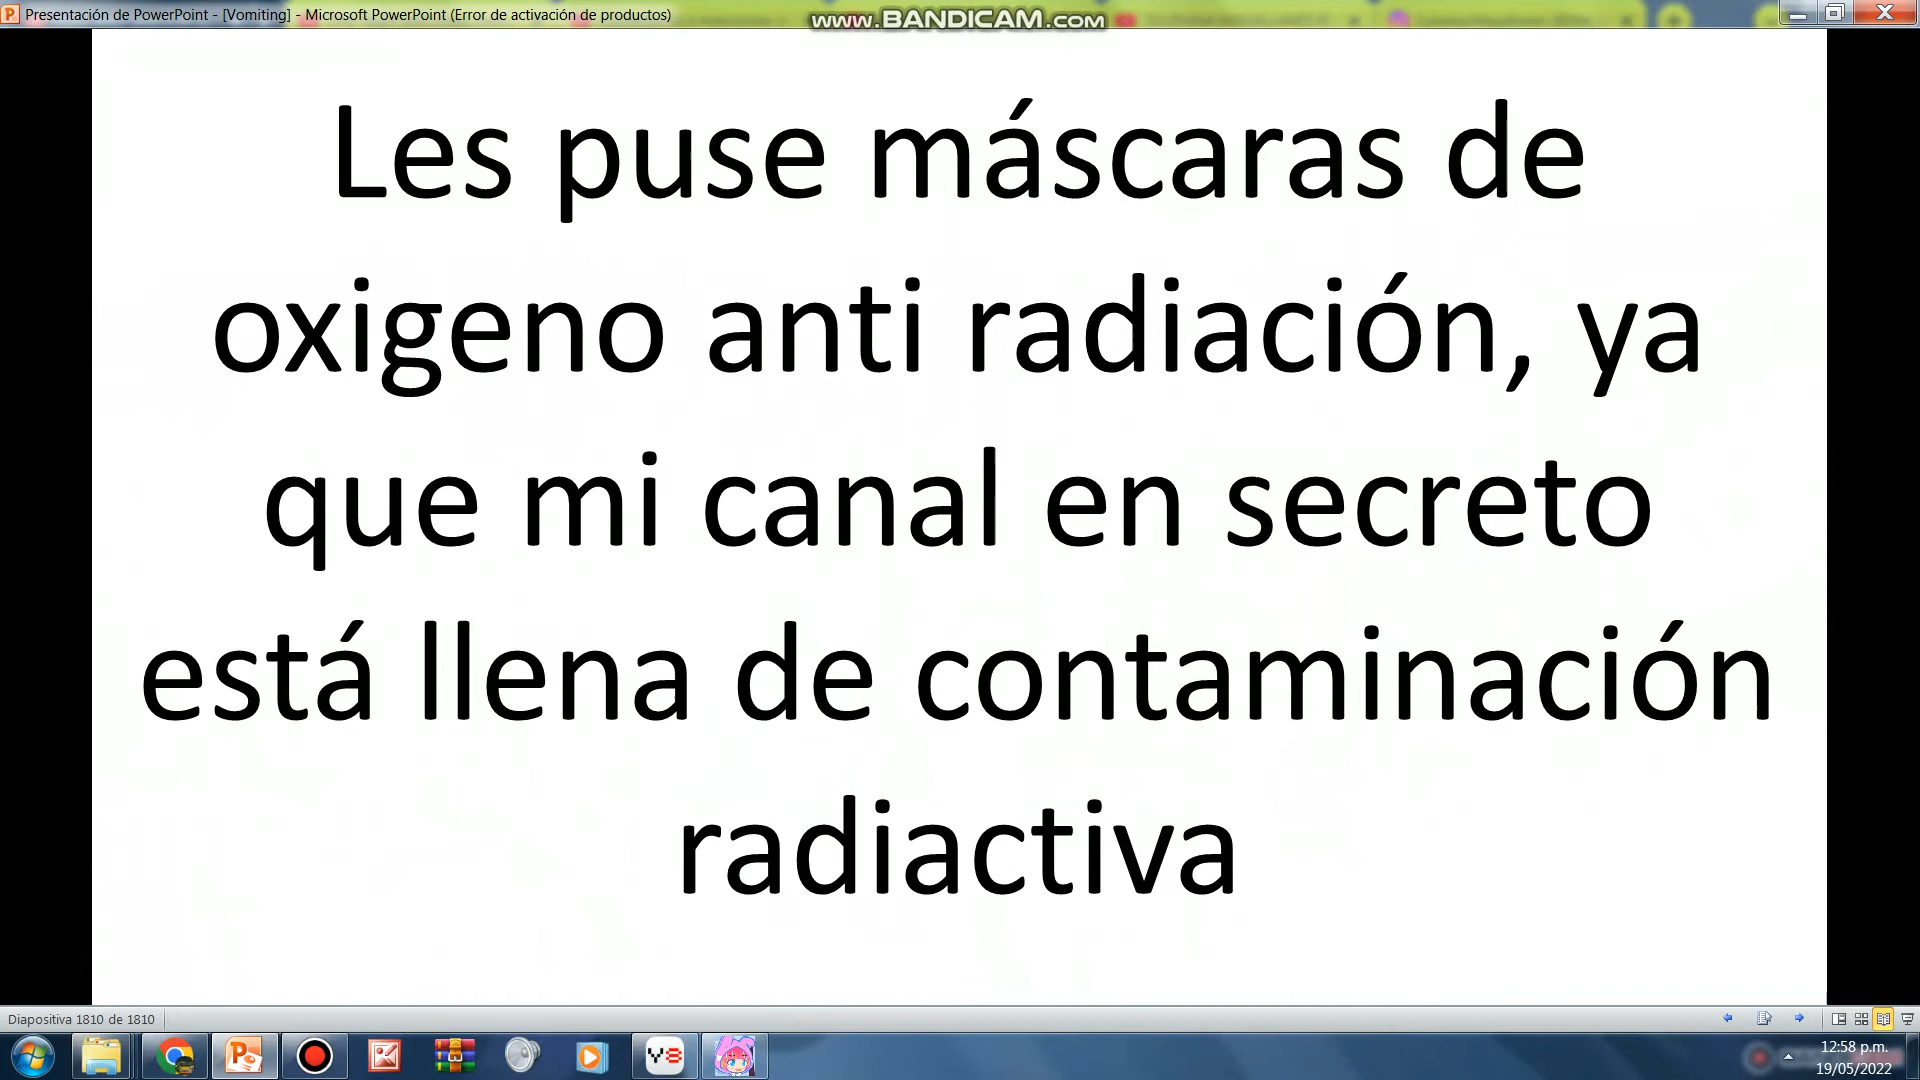 Presentación de PowerPoint - [Vomiting] - Microsoft PowerPoint (Error de activación de productos)
www.BANDICAM.com
Les puse máscaras de
oxigeno anti radiación, ya
que mi canal en secreto
está llena de contaminación
radiactiva
Diapositiva 1810 de 1810
Y8
12:58 p.m.
19/05/2022